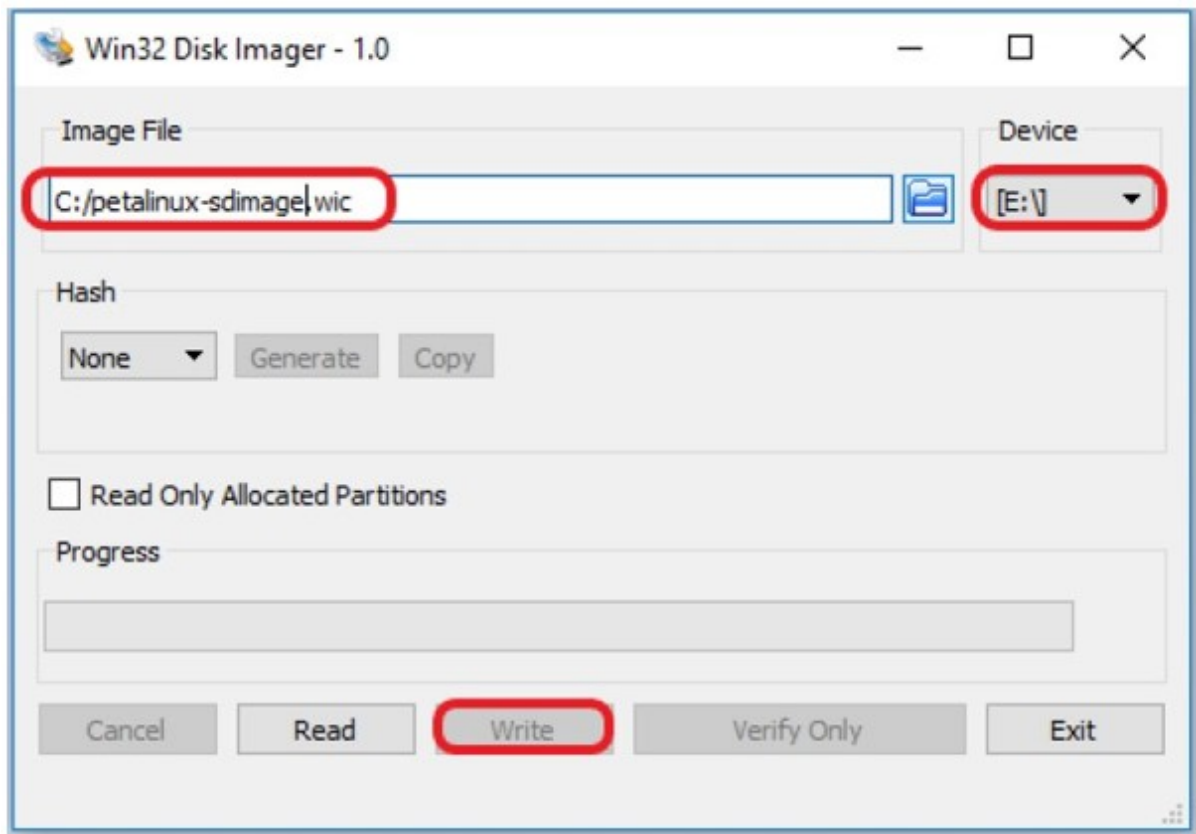 Win32 Disk Imager - 1.0
Image File
Device
C:/petalinux-sdimage.wic
[E:\]
Hash
None
Generate
Copy
Read Only Allocated Partitions
Progress
Cancel
Read
Write
Verify Only
Exit